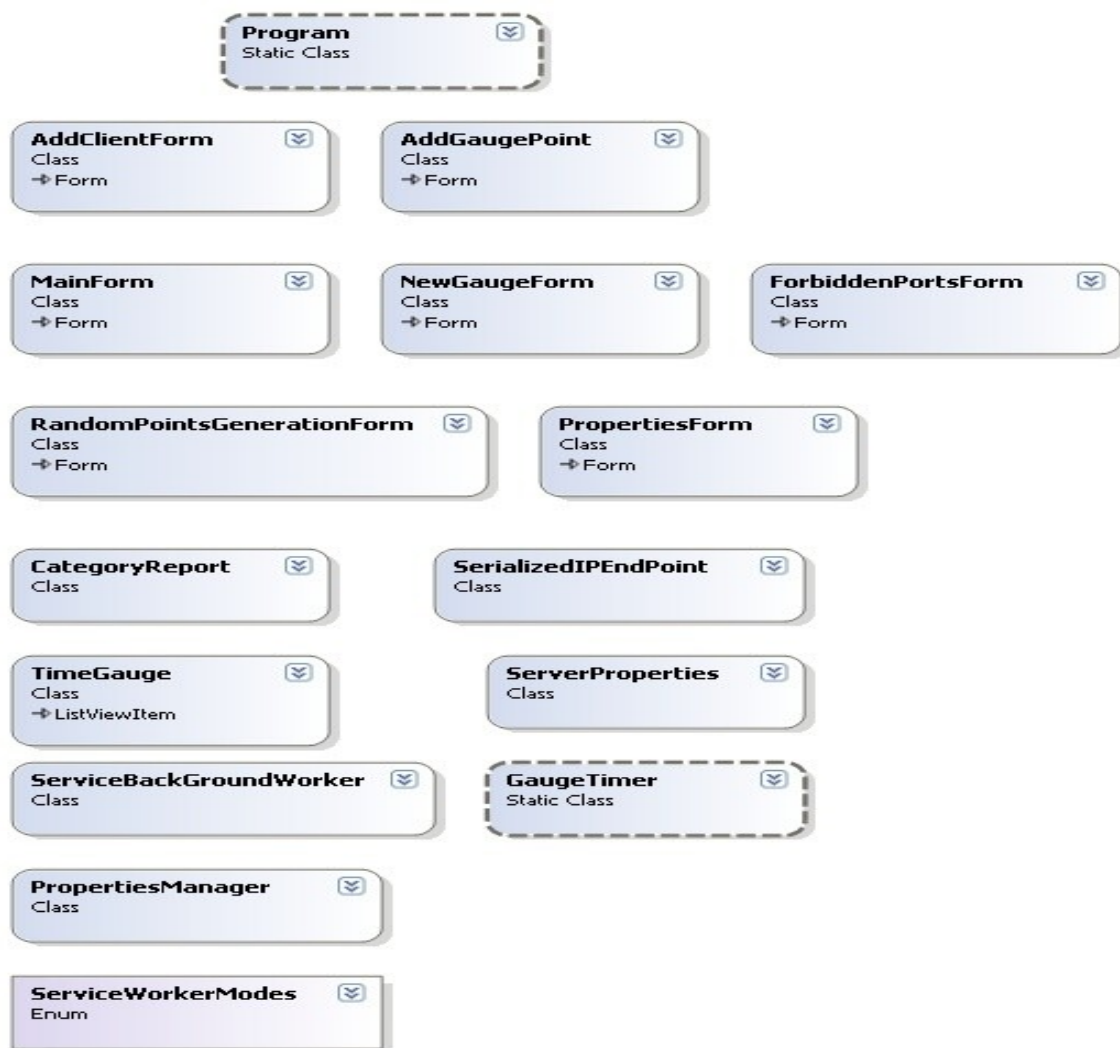 Program
Static Class
AddClientForm
Class
Form
AddGaugePoint
Class
Form
MainForm
Class
Form
NewGaugeForm
Class
Form
ForbiddenPortsForm
Class
Form
RandomPointsGenerationForm
Class
Form
PropertiesForm
Class
Form
CategoryReport
Class
SerializedIPEndPoint
Class
TimeGauge
Class
ListViewItem
ServerProperties
Class
ServiceBackGroundWorker
Class
GaugeTimer
Static Class
PropertiesManager
Class
ServiceWorkerModes
Enum